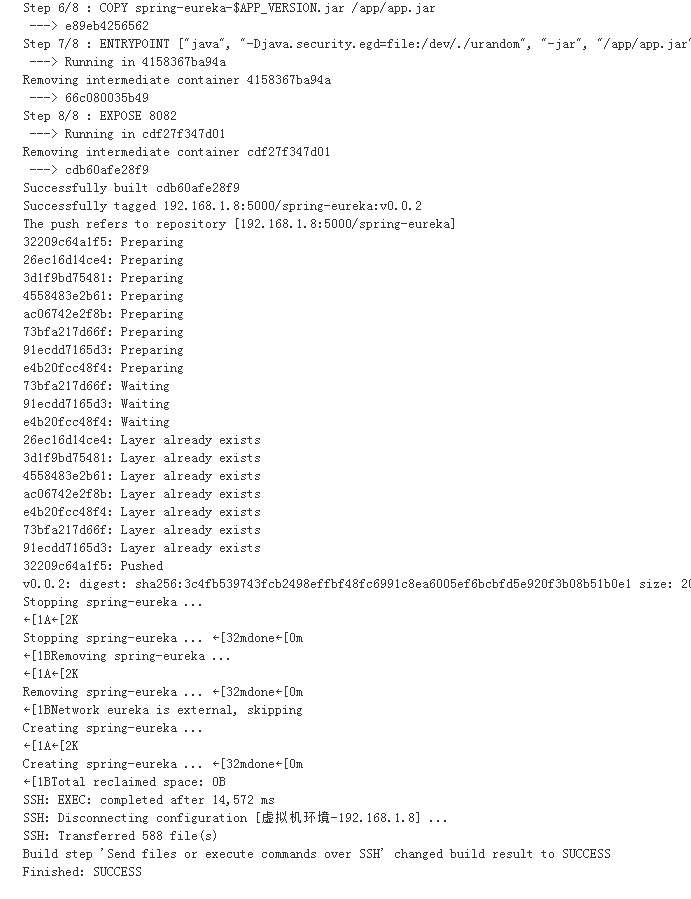 Step 6/8 : COPY spring-eureka-$APP_VERSION.jar /app/app.jar
---> e89eb4256562
Step 7/8 : ENTRYPOINT ["java", "-Djava.security.egd=file:/dev/./urandom", "-jar", "/app/app.jar"
---> Running in 4158367ba94a
Removing intermediate container 4158367ba94a
---> 66c080035b49
Step 8/8 : EXPOSE 8082
---> Running in cdf27f347d01
Removing intermediate container cdf27f347d01
---> cdb60afe28f9
Successfully built cdb60afe28f9
Successfully tagged 192.168.1.8:5000/spring-eureka:v0.0.2
The push refers to repository [192.168.1.8:5000/spring-eureka]
32209c64a1f5: Preparing
26ec16d14ce4: Preparing
3d1f9bd75481: Preparing
4558483e2b61: Preparing
ac06742e2f8b: Preparing
73bfa217d66f: Preparing
91ecdd7165d3: Preparing
e4b20fcc48f4: Preparing
73bfa217d66f: Waiting
91ecdd7165d3: Waiting
e4b20fcc48f4: Waiting
26ec16d14ce4: Layer already exists
3d1f9bd75481: Layer already exists
4558483e2b61: Layer already exists
ac06742e2f8b: Layer already exists
e4b20fcc48f4: Layer already exists
73bfa217d66f: Layer already exists
91ecdd7165d3: Layer already exists
32209c64a1f5: Pushed
v0.0.2: digest: sha256:3c4fb539743fcb2498effbf48fc6991c8ea6005ef6bcbfd5e920f3b08b51b0e1 size: 20
Stopping spring-eureka ...
←[1A←[2K
Stopping spring-eureka ... ←[32mdone←[0m
←[1BRemoving spring-eureka ...
←[1A←[2K
Removing spring-eureka ... ←[32mdone←[0m
←[1BNetwork eureka is external, skipping
Creating spring-eureka ...
←[1A←[2K
Creating spring-eureka ... ←[32mdone←[0m
←[1BTotal reclaimed space: 0B
SSH: EXEC: completed after 14,572 ms
SSH: Disconnecting configuration [虚拟机环境-192.168.1.8] ...
SSH: Transferred 588 file(s)
Build step 'Send files or execute commands over SSH' changed build result to SUCCESS
Finished: SUCCESS